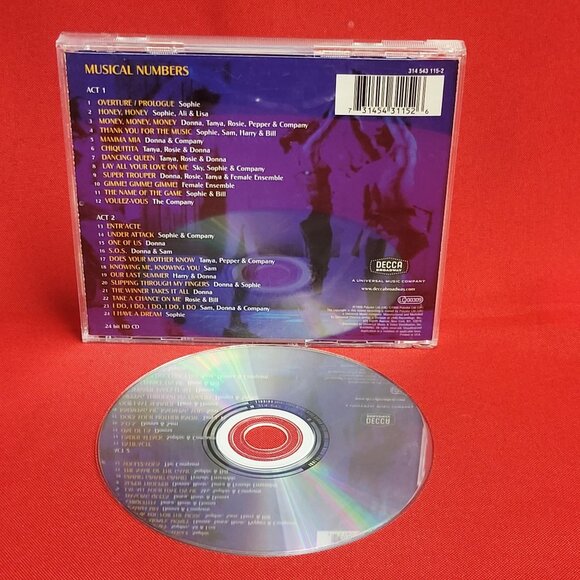 MUSICAL NUMBERS
314 543 115-2
7 31454 31152 6
ACT 1
1 OVERTURE / PROLOGUE Sophie
2 HONEY, HONEY Sophie, Ali & Lisa
3 MONEY, MONEY, MONEY Donna, Tanya, Rosie, Pepper & Company
4 THANK YOU FOR THE MUSIC Sophie, Sam, Harry & Bill
5 MAMMA MIA Donna & Company
6 CHIQUITITA Tanya, Rosie & Donna
7 DANCING QUEEN Tanya, Rosie & Donna
8 LAY ALL YOUR LOVE ON ME Sky, Sophie & Company
9 SUPER TROUPER Donna, Rosie, Tanya & Female Ensemble
10 GIMME! GIMME! GIMME! Female Ensemble
11 THE NAME OF THE GAME Sophie & Bill
12 VOULEZ-VOUS The Company
ACT 2
13 ENTR'ACTE
14 UNDER ATTACK Sophie & Company
15 ONE OF US Donna
16 S.O.S. Donna & Sam
17 DOES YOUR MOTHER KNOW Tanya, Pepper & Company
18 KNOWING ME, KNOWING YOU Sam
19 OUR LAST SUMMER Harry & Donna
20 SLIPPING THROUGH MY FINGERS Donna & Sophie
21 THE WINNER TAKES IT ALL Donna
22 TAKE A CHANCE ON ME Rosie & Bill
23 I DO, I DO, I DO, I DO, I DO Sam, Donna & Company
24 I HAVE A DREAM Sophie
24 bit HD CD
DECCA
BROADWAY
A UNIVERSAL MUSIC COMPANY
www.deccabroadway.com